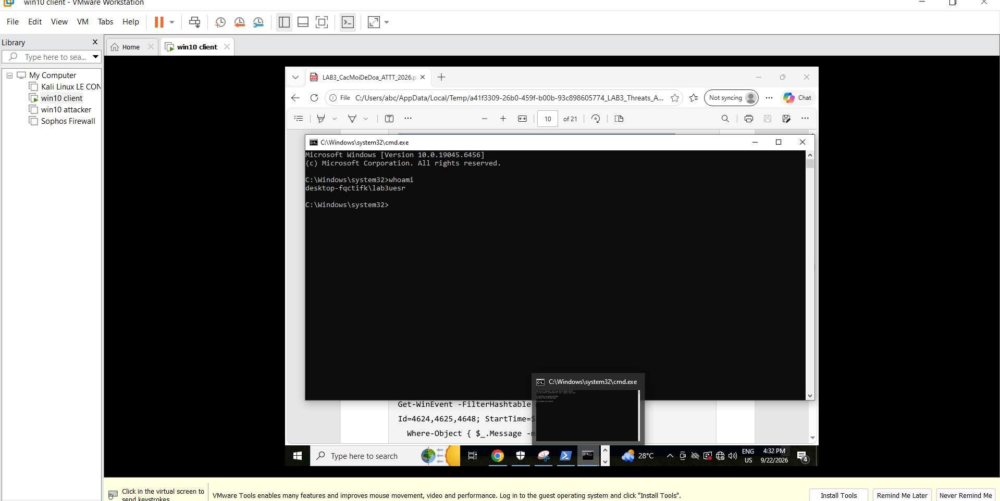 win10 client - VMware Workstation
File Edit View VM Tabs Help
Library
Home
win10 client
Type here to sea...
My Computer
Kali Linux LE CON
win10 client
win10 attacker
Sophos Firewall
LAB3_CacMoiDeDoa_ATTT_2026.p
File C:/Users/abc/AppData/Local/Temp/a41f3309-26b0-459f-b00b-93c898605774_LAB3_Threats_A...
Not syncing
Chat
10 of 21
C:\Windows\system32\cmd.exe
Microsoft Windows [Version 10.0.19045.6456]
(c) Microsoft Corporation. All rights reserved.
C:\Windows\system32>whoami
desktop-fqctifk\lab3uesr
C:\Windows\system32>
C:\Windows\system32\cmd.exe
Get-WinEvent -FilterHashtable
Id=4624,4625,4648; StartTime=$
Where-Object { $_.Message -m
Type here to search
28°C
ENG
US
4:32 PM
9/22/2026
4
Click in the virtual screen to
send keystrokes
VMware Tools enables many features and improves mouse movement, video and performance. Log in to the guest operating system and click "Install Tools".
Install Tools
Remind Me Later
Never Remind Me